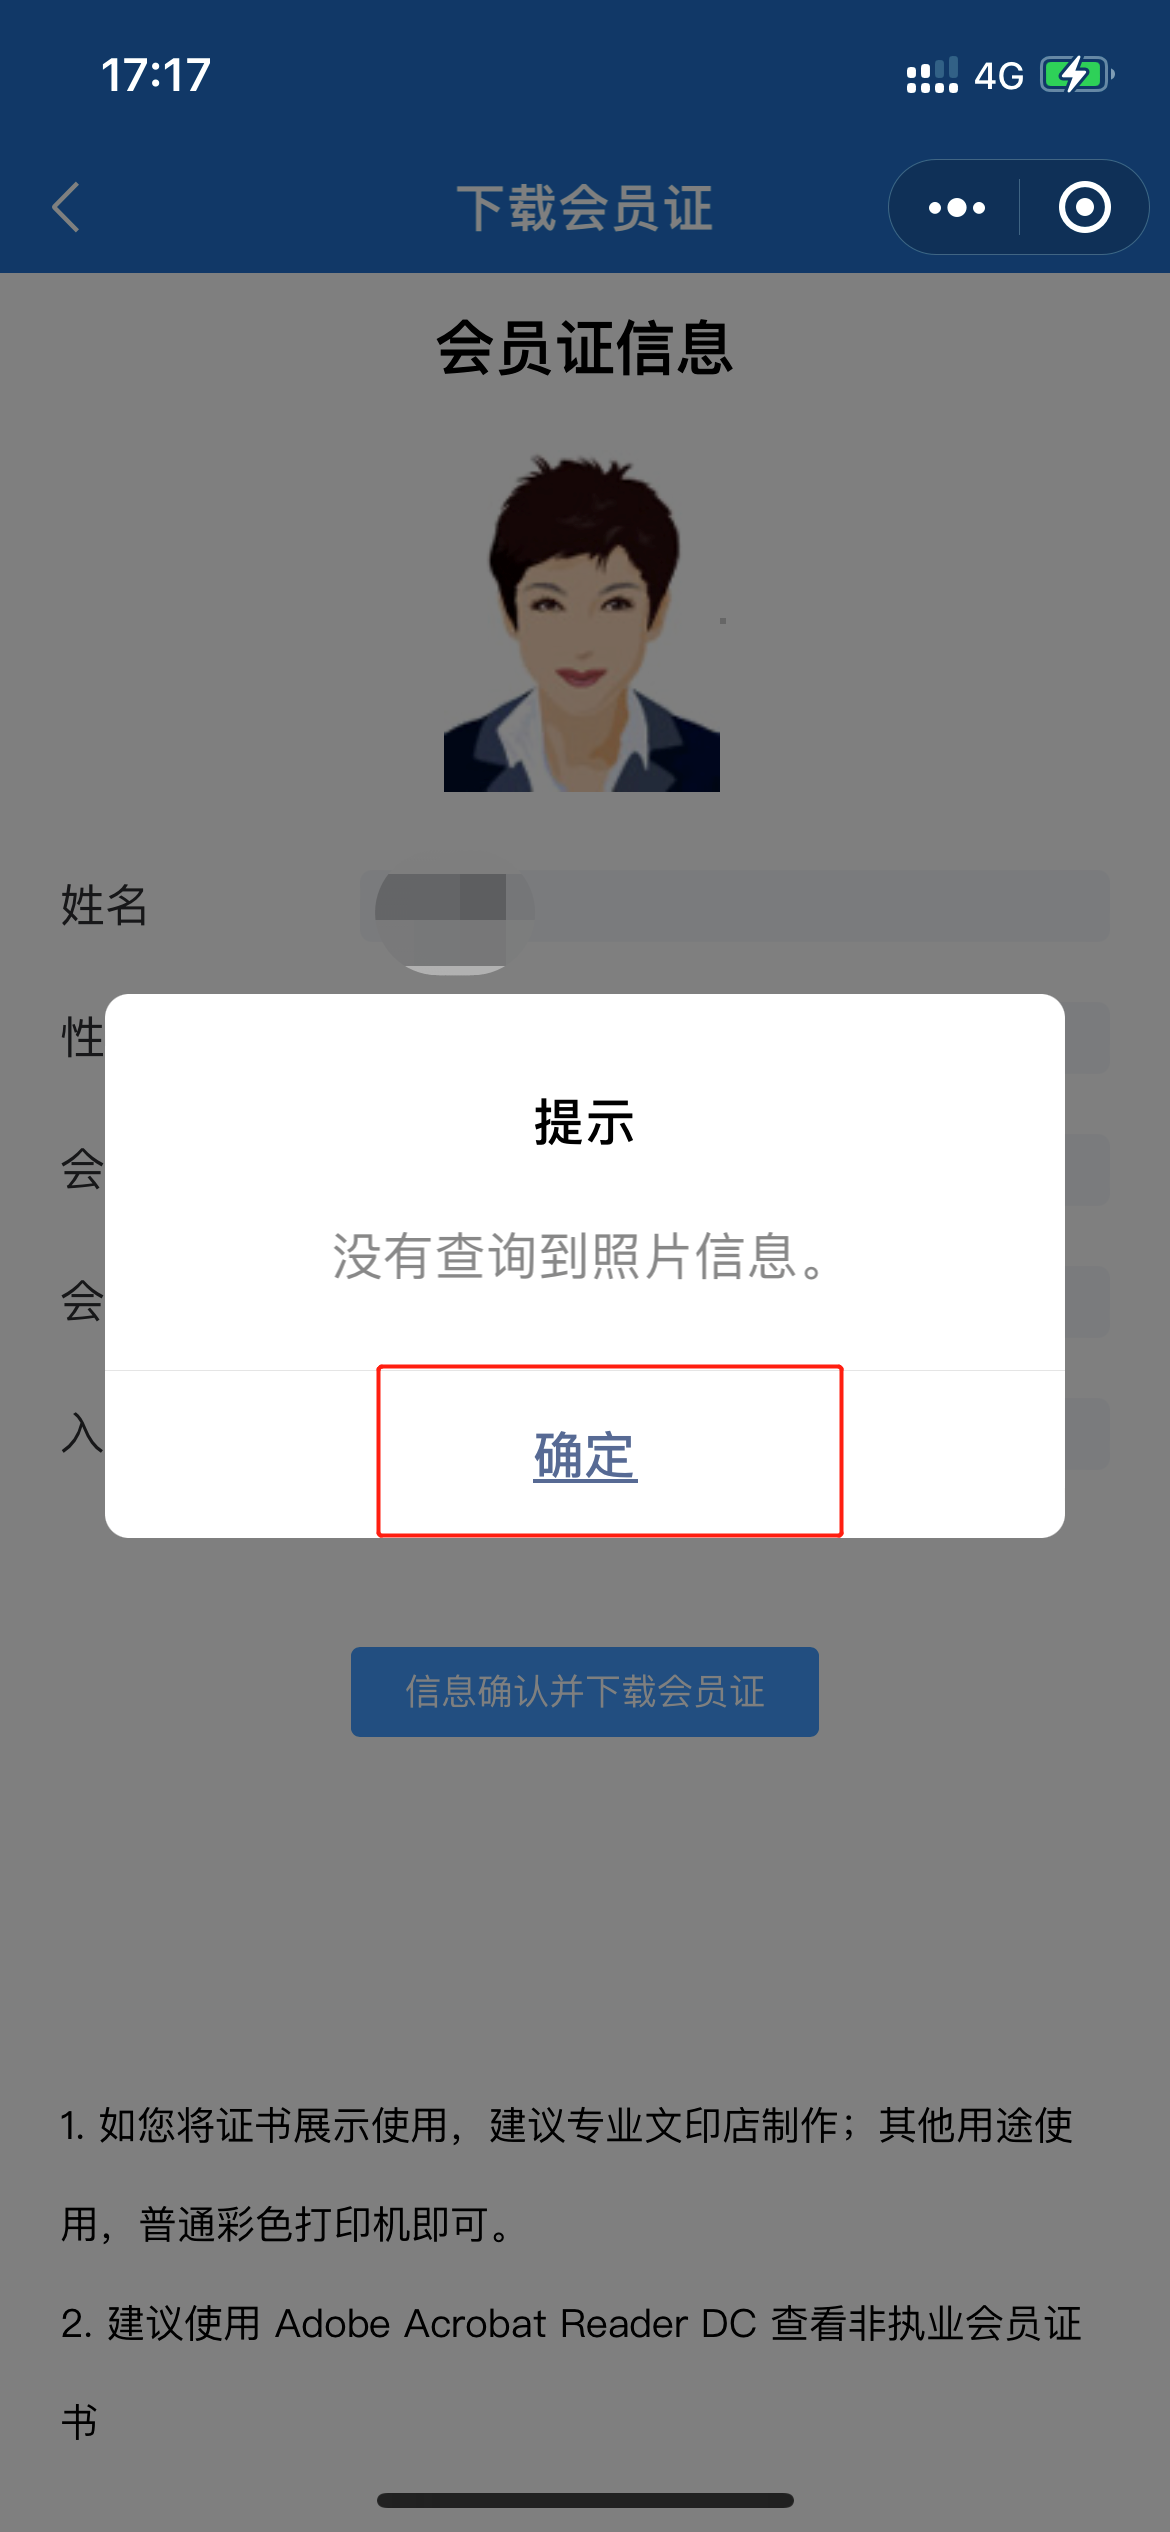 17:17
4G
下载会员证
会员证信息
姓名
性
会
会
入
提示
没有查询到照片信息。
确定
信息确认并下载会员证
1. 如您将证书展示使用，建议专业文印店制作；其他用途使
用，普通彩色打印机即可。
2. 建议使用 Adobe Acrobat Reader DC 查看非执业会员证
书